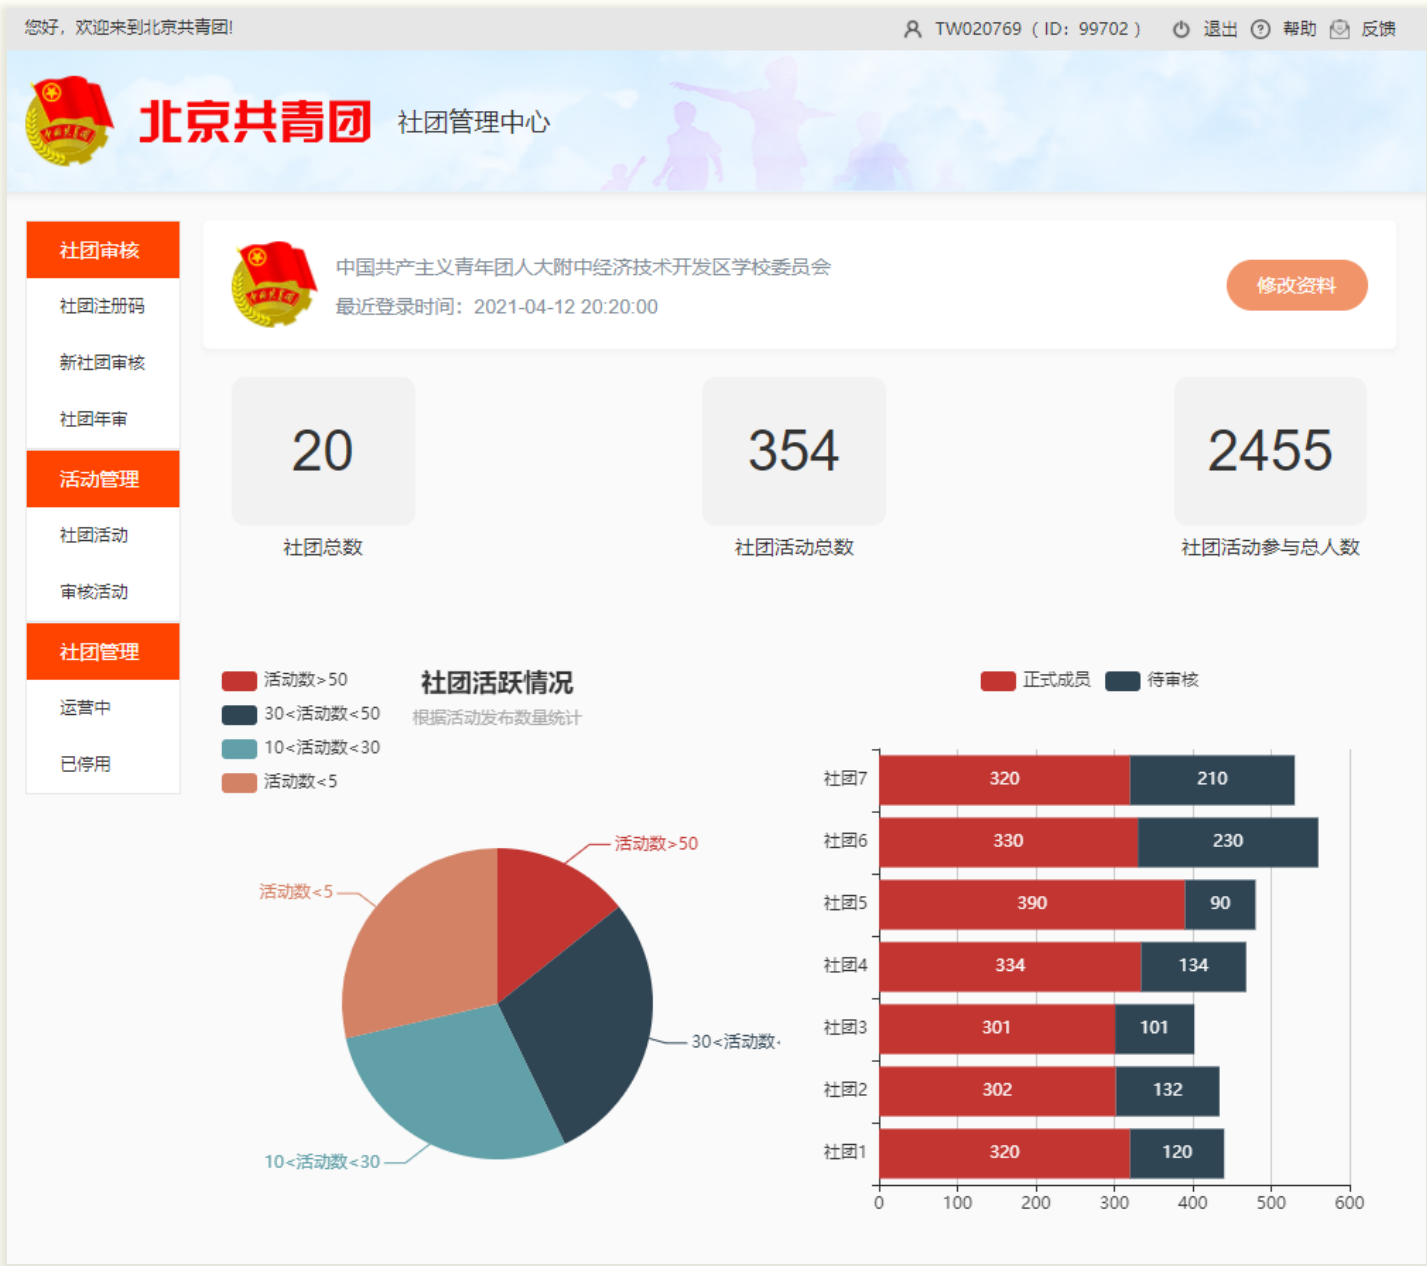 您好，欢迎来到北京共青团!
TW020769 ( ID: 99702 ) 退出 帮助 反馈
北京共青团 社团管理中心
社团审核
社团注册码
新社团审核
社团年审
活动管理
社团活动
审核活动
社团管理
运营中
已停用
中国共产主义青年团人大附中经济技术开发区学校委员会
最近登录时间：2021-04-12 20:20:00
修改资料
20
社团总数
354
社团活动总数
2455
社团活动参与总人数
社团活跃情况
根据活动发布数量统计
活动数>50
30<活动数<50
10<活动数<30
活动数<5
活动数>50
活动数<5
30<活动数
10<活动数<30
正式成员 待审核
社团7 320 210
社团6 330 230
社团5 390 90
社团4 334 134
社团3 301 101
社团2 302 132
社团1 320 120
0 100 200 300 400 500 600